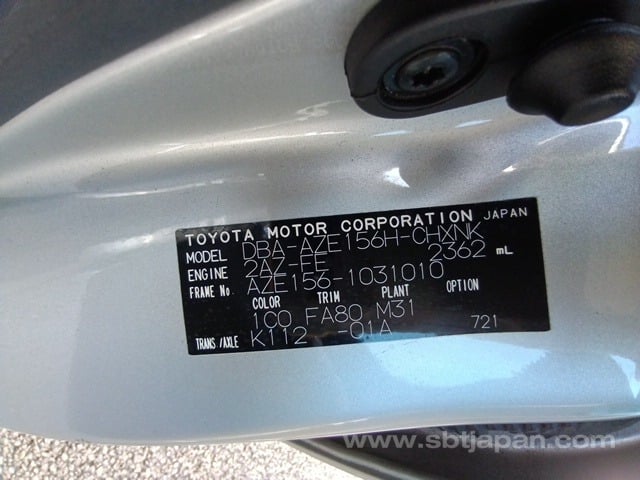 TOYOTA MOTOR CORPORATION JAPAN
MODEL DBA-AZE156H-CHXNK
ENGINE 2AZ-FE 2362 mL
FRAME No. AZE156-1031010
COLOR TRIM PLANT OPTION
1C0 FA80 M31
TRANS./AXLE K112 -01A 721
www.sbtjapan.com